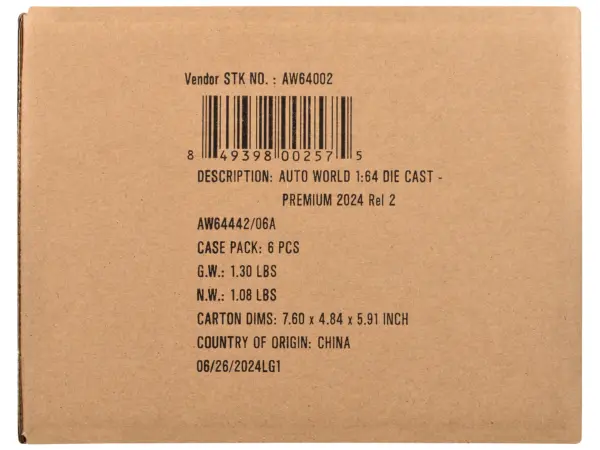 Vendor STK NO. : AW64002
8 49398 00257 5
DESCRIPTION: AUTO WORLD 1:64 DIE CAST -
PREMIUM 2024 Rel 2
AW64442/06A
CASE PACK: 6 PCS
G.W.: 1.30 LBS
N.W.: 1.08 LBS
CARTON DIMS: 7.60 x 4.84 x 5.91 INCH
COUNTRY OF ORIGIN: CHINA
06/26/2024LG1